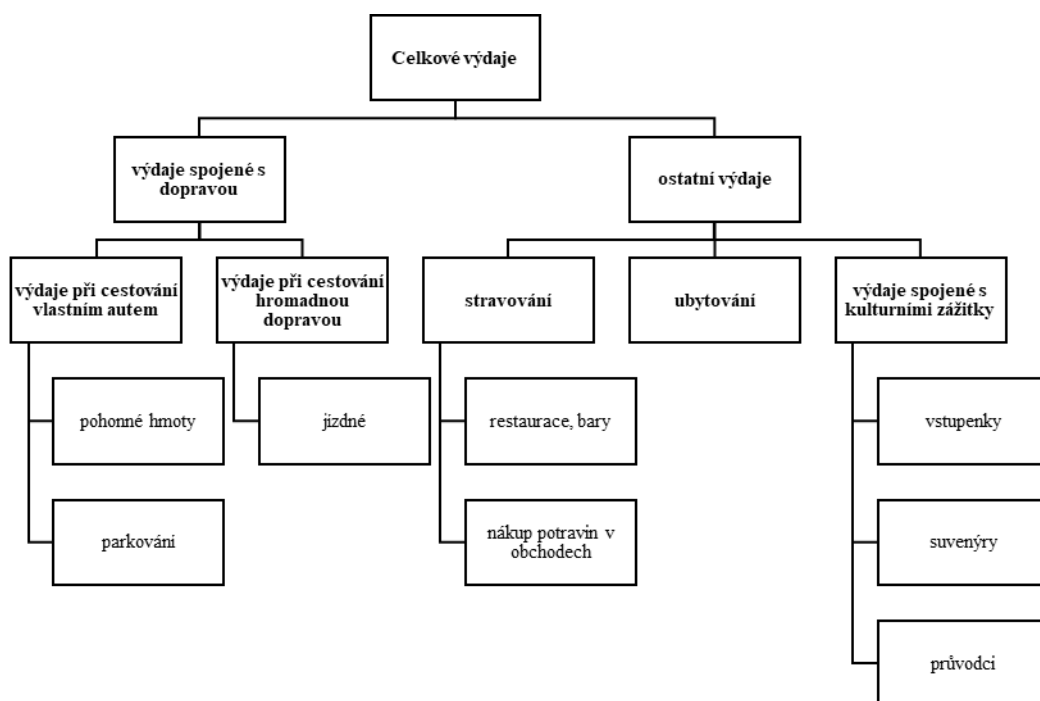 Celkové výdaje
výdaje spojené s
dopravou
ostatní výdaje
výdaje při cestování
vlastním autem
výdaje při cestování
hromadnou
dopravou
stravování
ubytování
výdaje spojené s
kulturními zážitky
pohonné hmoty
jízdné
restaurace, bary
vstupenky
parkování
nákup potravin v
obchodech
suvenýry
průvodci